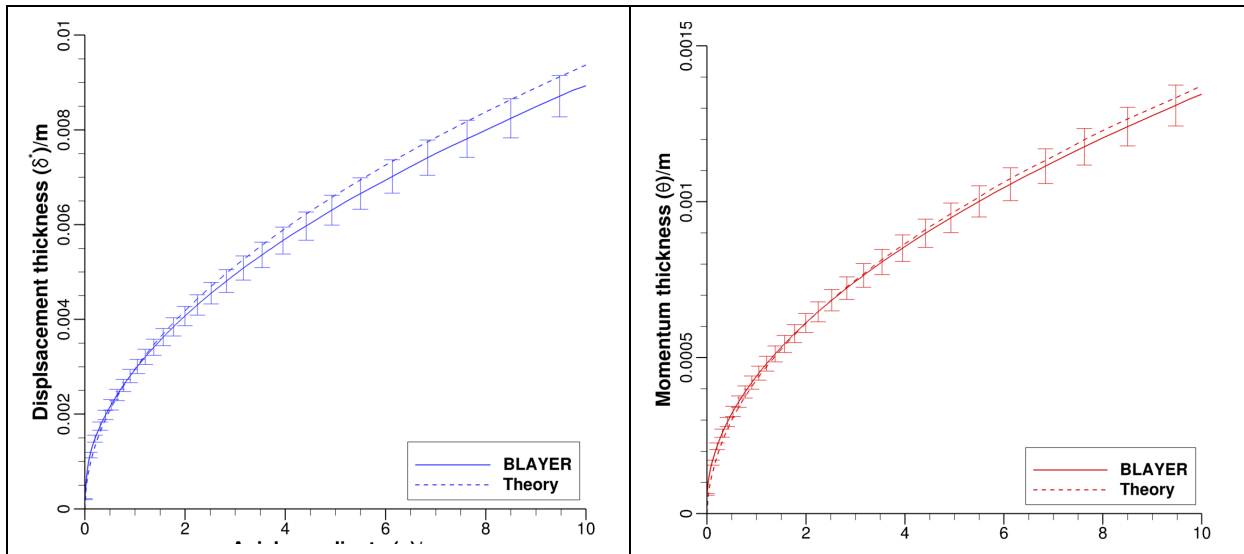 Displsacement thickness (δ*)/m
0.01
0.008
0.006
0.004
0.002
0
0 2 4 6 8 10
BLAYER
Theory
Momentum thickness (θ)/m
0.0015
0.001
0.0005
0
0 2 4 6 8 10
BLAYER
Theory